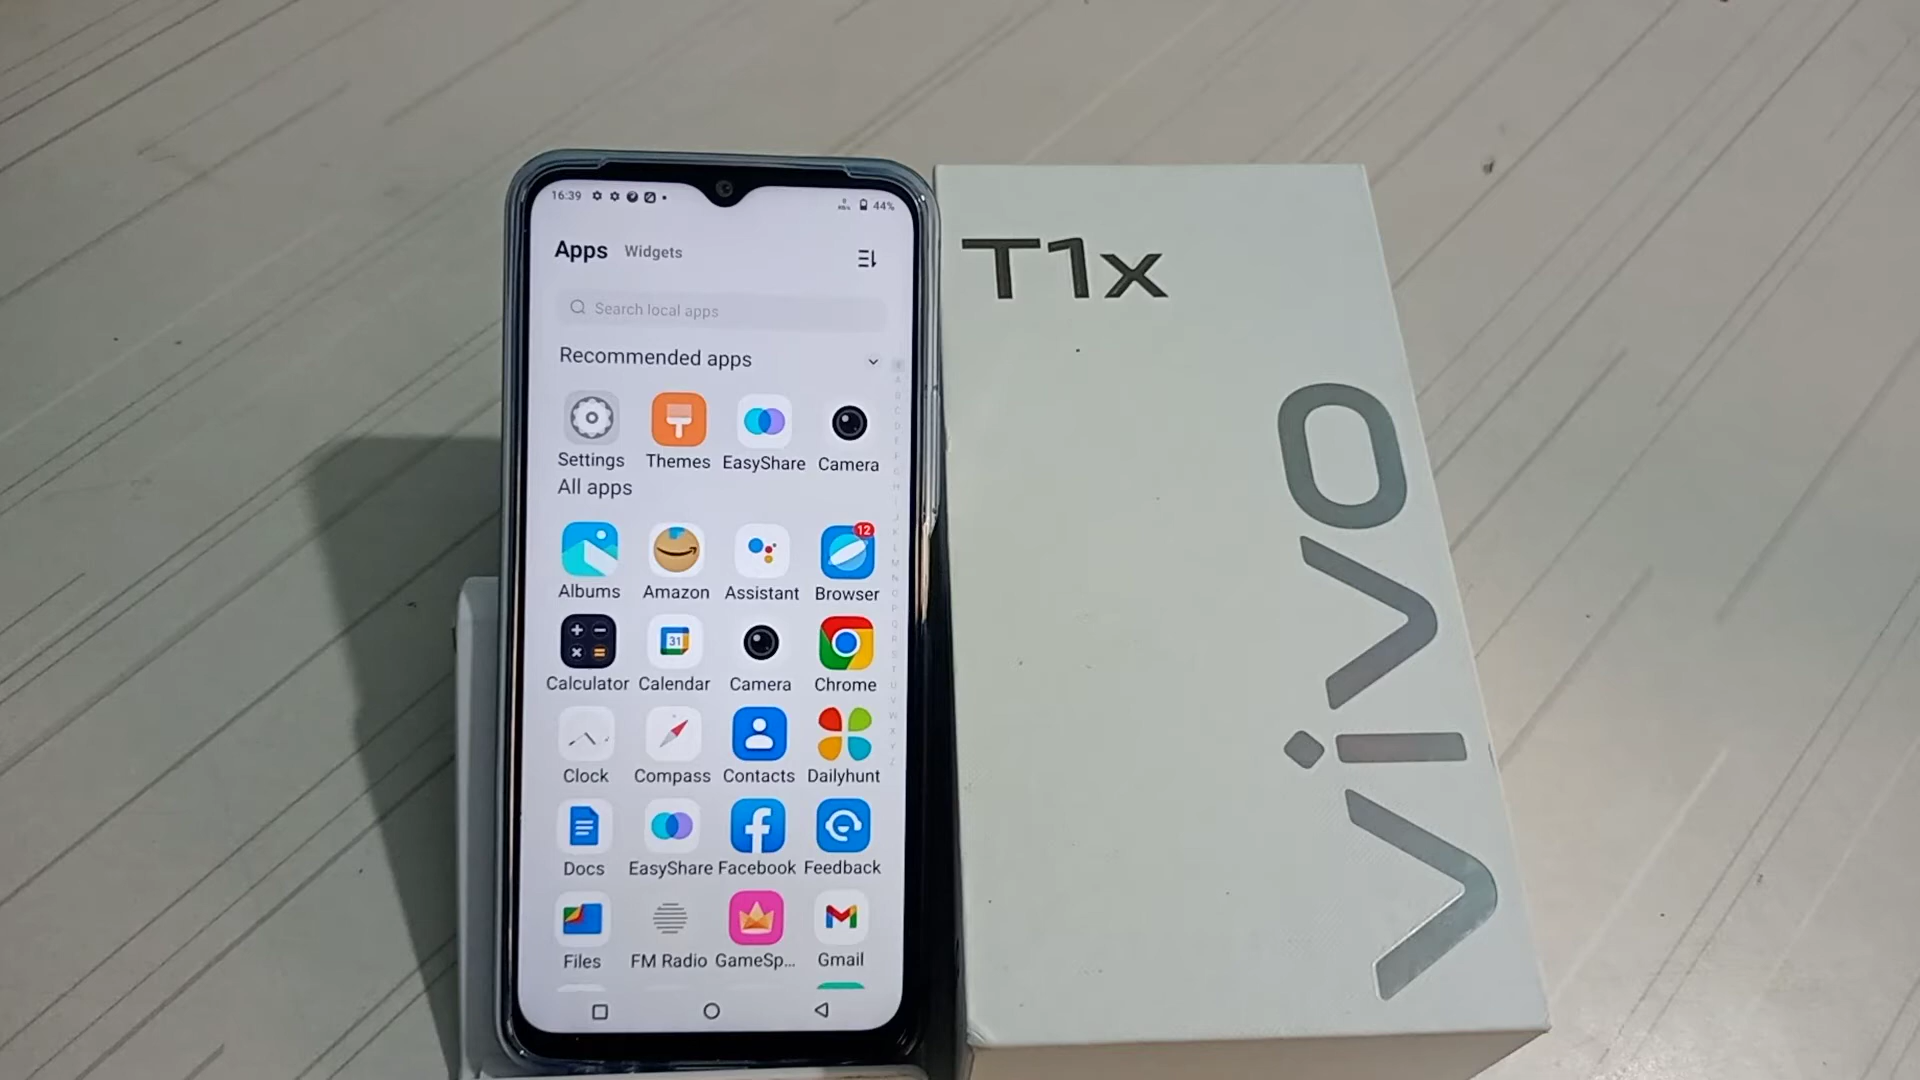 16:39
44%
Apps Widgets
Search local apps
Recommended apps
Settings Themes EasyShare Camera
All apps
12
Albums Amazon Assistant Browser
31
Calculator Calendar Camera Chrome
Clock Compass Contacts Dailyhunt
Docs EasyShare Facebook Feedback
Files FM Radio GameSp... Gmail
T1x
vivo